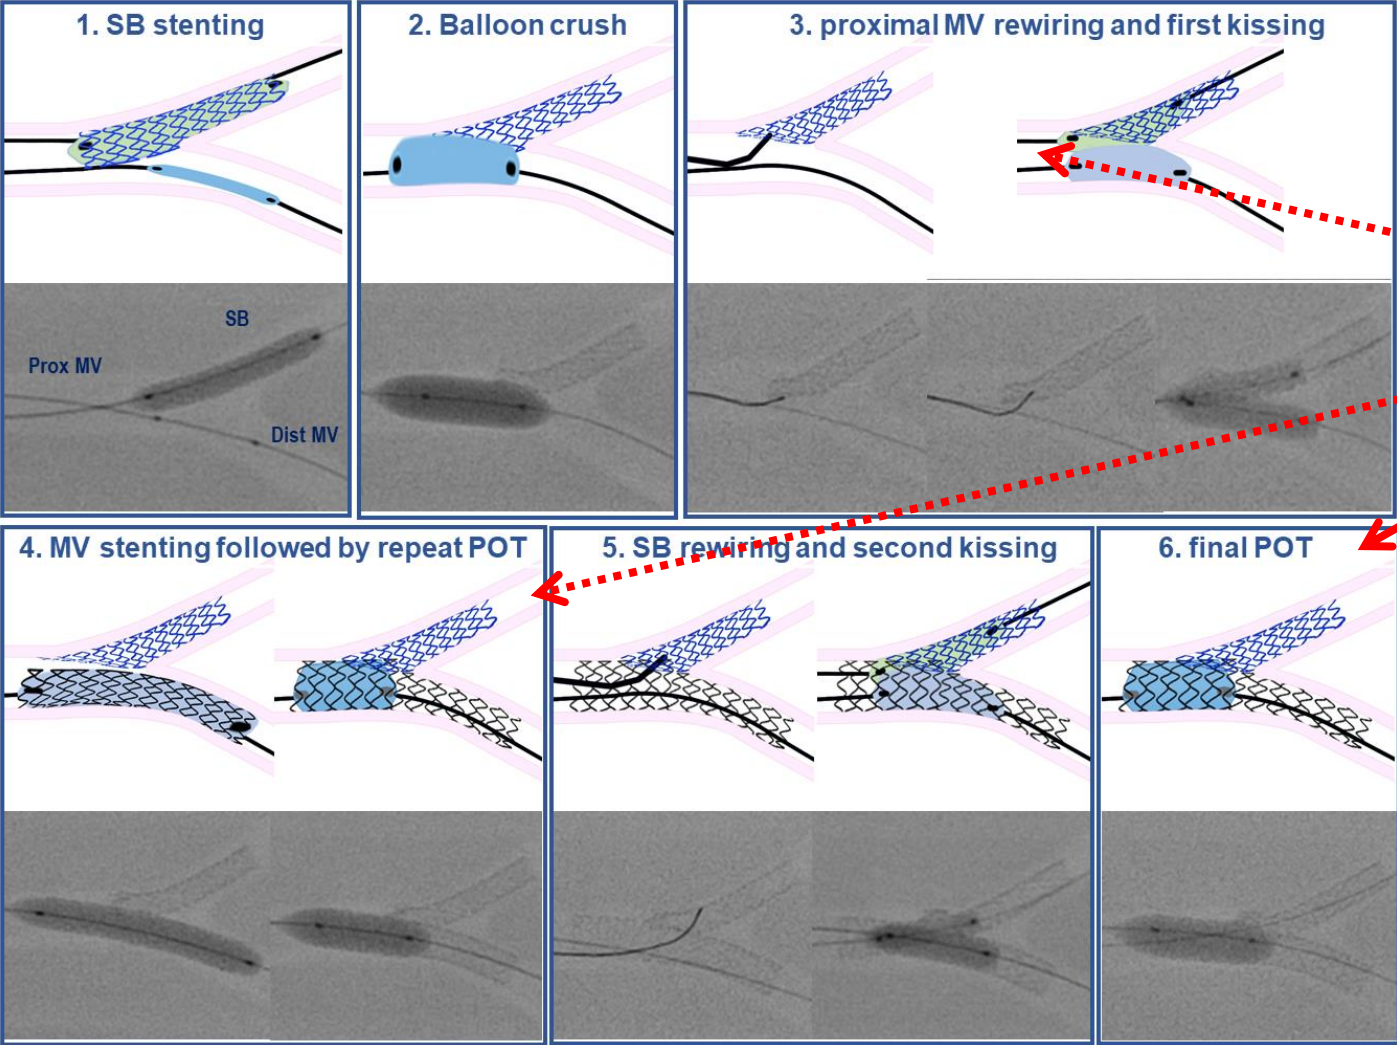 1. SB stenting
2. Balloon crush
3. proximal MV rewiring and first kissing
SB
Prox MV
Dist MV
4. MV stenting followed by repeat POT
5. SB rewiring and second kissing
6. final POT